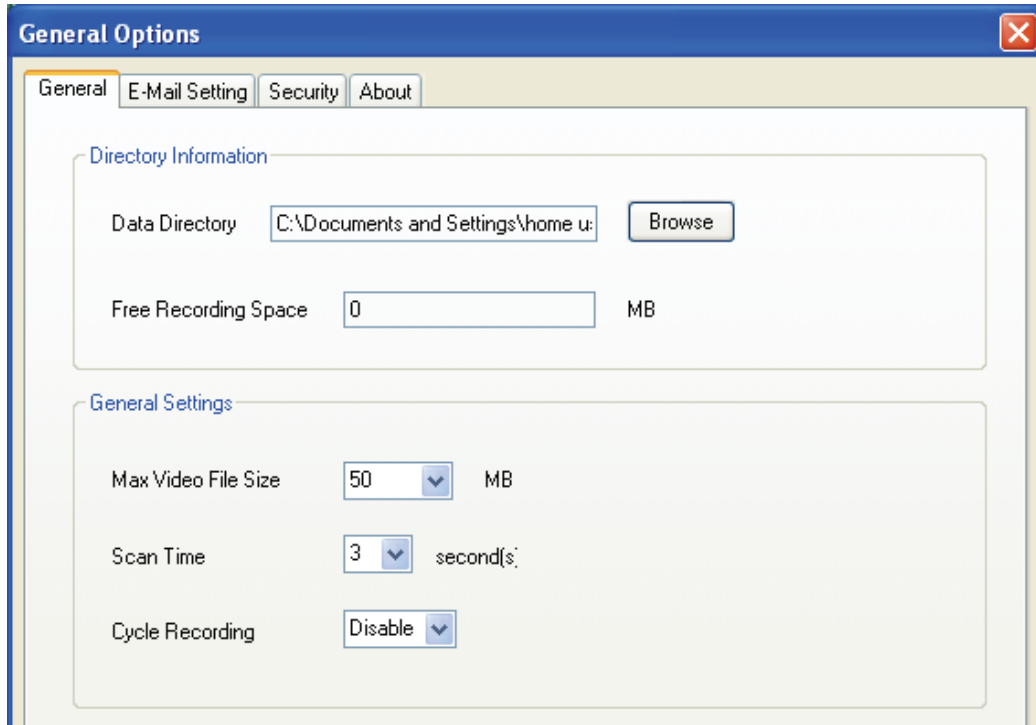 General Options
General E-Mail Setting Security About
Directory Information
Data Directory C:\Documents and Settings\home u Browse
Free Recording Space 0 MB
General Settings
Max Video File Size 50 MB
Scan Time 3 second(s
Cycle Recording Disable